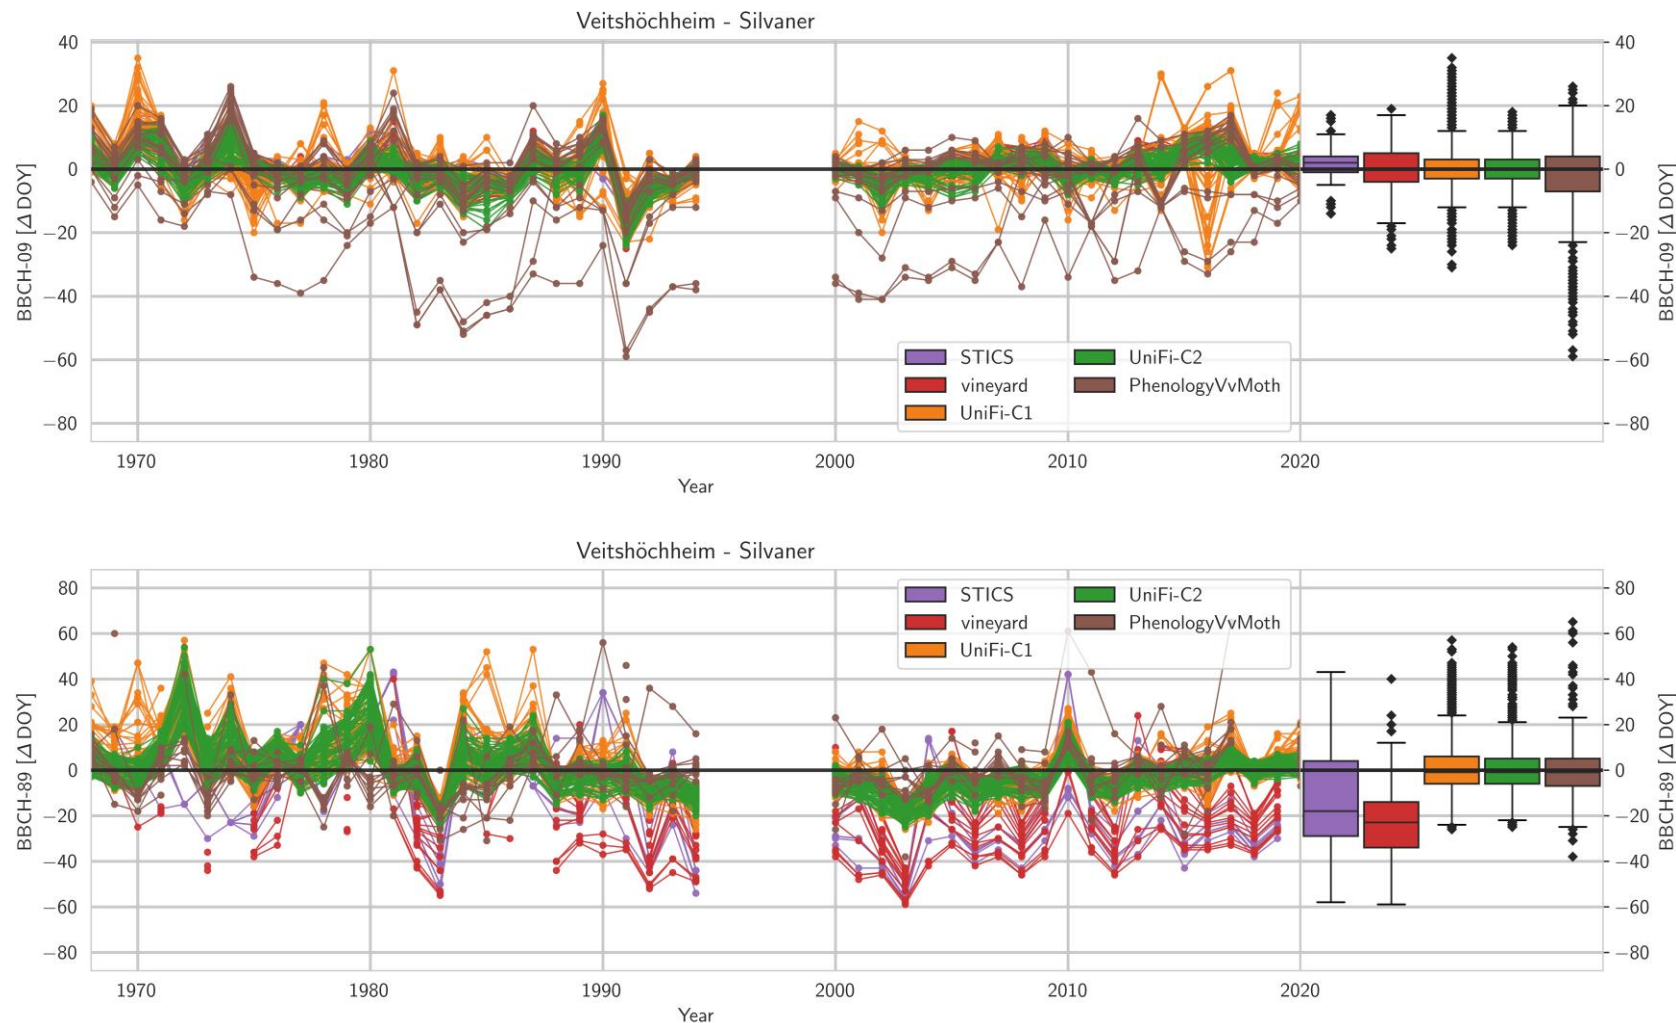 Veitshöchheim - Silvaner
40 40
20 20
0 0
−20 −20
−40 −40
−60 −60
−80 −80
BBCH-09 [Δ DOY]
BBCH-09 [Δ DOY]
STICS UniFi-C2
vineyard PhenologyVvMoth
UniFi-C1
1970 1980 1990 2000 2010 2020
Year
Veitshöchheim - Silvaner
80 80
60 60
40 40
20 20
0 0
−20 −20
−40 −40
−60 −60
−80 −80
BBCH-89 [Δ DOY]
BBCH-89 [Δ DOY]
STICS UniFi-C2
vineyard PhenologyVvMoth
UniFi-C1
1970 1980 1990 2000 2010 2020
Year